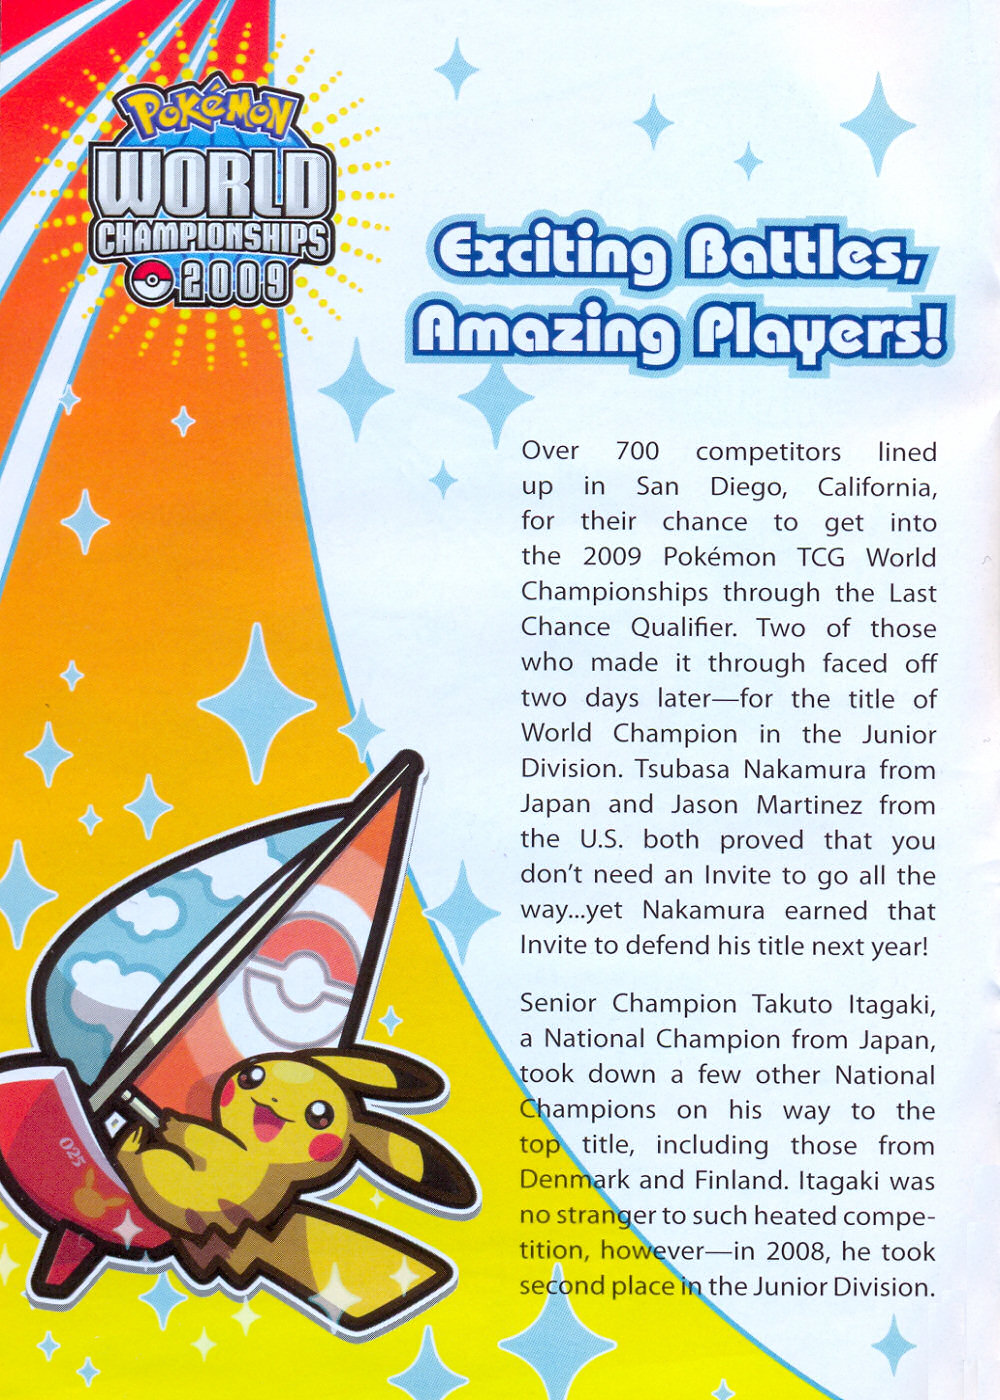 Pokémon
WORLD
CHAMPIONSHIPS
2009
Exciting Battles,
Amazing Players!
Over 700 competitors lined
up in San Diego, California,
for their chance to get into
the 2009 Pokémon TCG World
Championships through the Last
Chance Qualifier. Two of those
who made it through faced off
two days later—for the title of
World Champion in the Junior
Division. Tsubasa Nakamura from
Japan and Jason Martinez from
the U.S. both proved that you
don't need an Invite to go all the
way...yet Nakamura earned that
Invite to defend his title next year!
Senior Champion Takuto Itagaki,
a National Champion from Japan,
took down a few other National
Champions on his way to the
top title, including those from
Denmark and Finland. Itagaki was
no stranger to such heated compe-
tition, however—in 2008, he took
second place in the Junior Division.
025